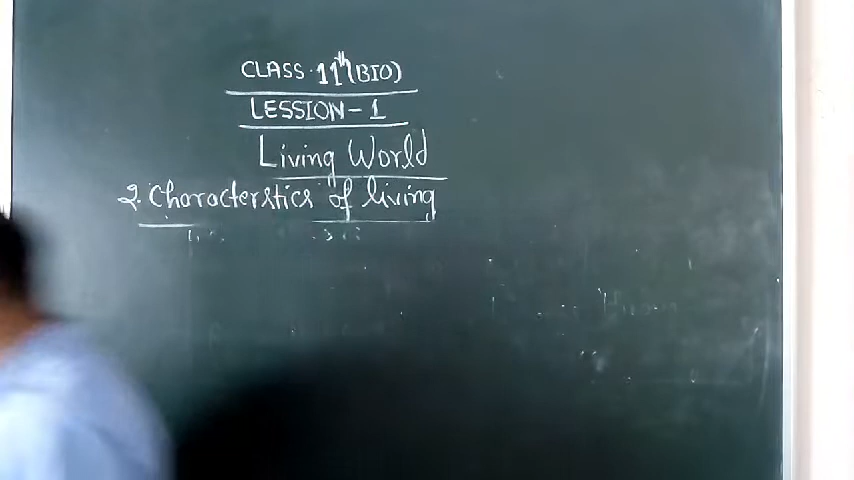 CLASS. 11th (BIO)
LESSION - 1
Living World
2. Characterstics of living